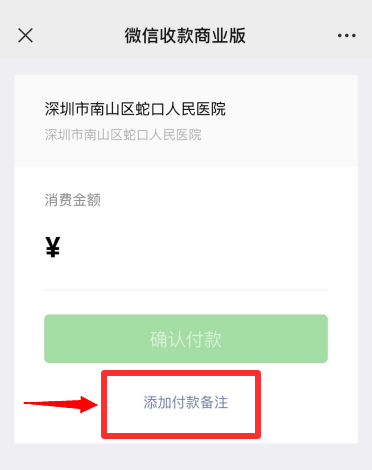 微信收款商业版
深圳市南山区蛇口人民医院
深圳市南山区蛇口人民医院
消费金额
¥
确认付款
添加付款备注